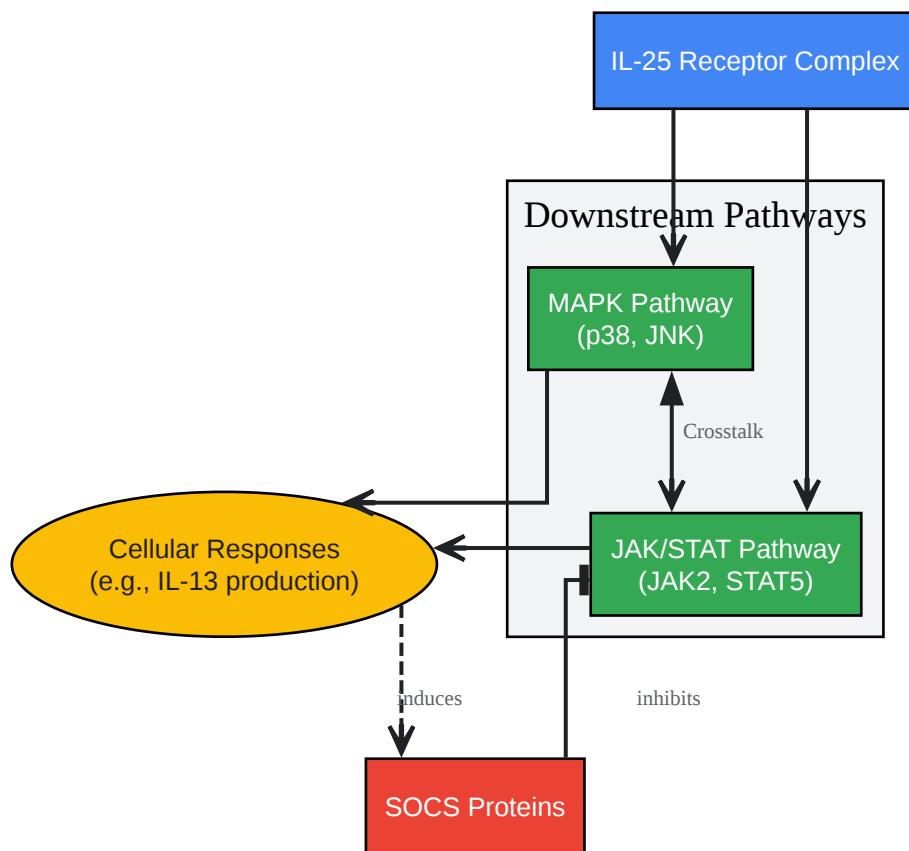 IL-25 Receptor Complex
Downstream Pathways
MAPK Pathway
(p38, JNK)
Crosstalk
Cellular Responses
(e.g., IL-13 production)
JAK/STAT Pathway
(JAK2, STAT5)
induces
inhibits
SOCS Proteins